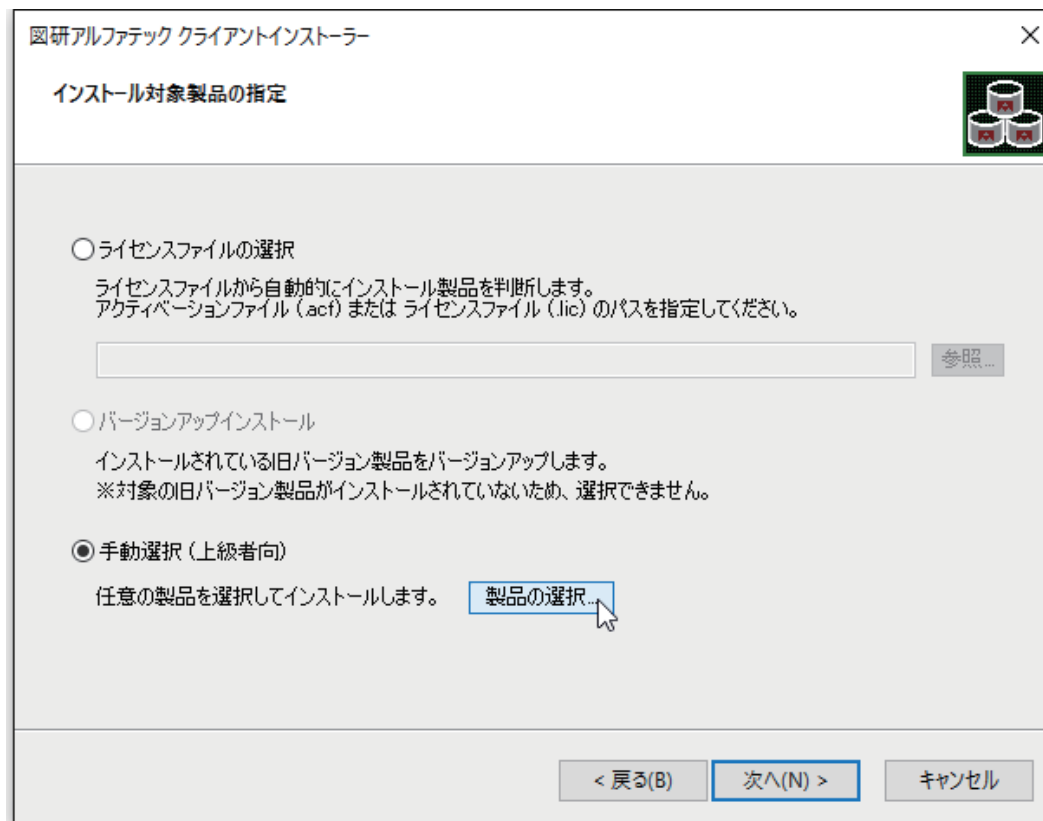 図研アルファテック クライアントインストーラー
インストール対象製品の指定
ライセンスファイルの選択
ライセンスファイルから自動的にインストール製品を判断します。
アクティベーションファイル（.acf）または ライセンスファイル（.lic）のパスを指定してください。
参照...
バージョンアップインストール
インストールされている旧バージョン製品をバージョンアップします。
※対象の旧バージョン製品がインストールされていないため、選択できません。
手動選択（上級者向）
任意の製品を選択してインストールします。 製品の選択...
< 戻る(B) 次へ(N) > キャンセル